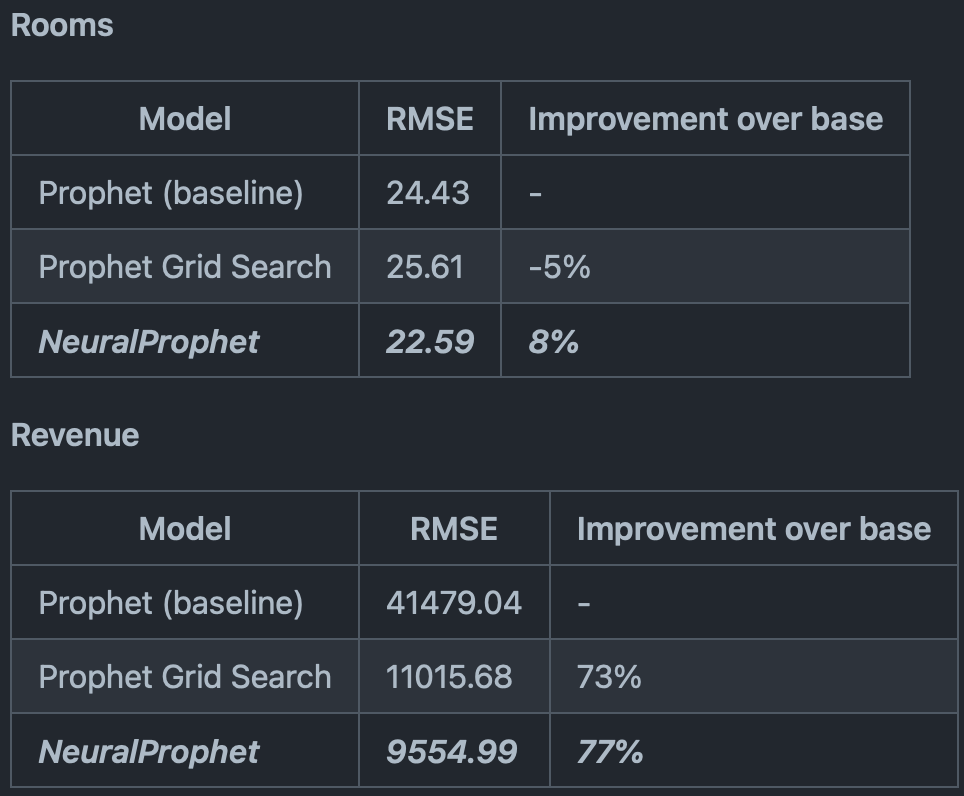 Rooms
Model RMSE Improvement over base
Prophet (baseline) 24.43 -
Prophet Grid Search 25.61 -5%
NeuralProphet 22.59 8%
Revenue
Model RMSE Improvement over base
Prophet (baseline) 41479.04 -
Prophet Grid Search 11015.68 73%
NeuralProphet 9554.99 77%